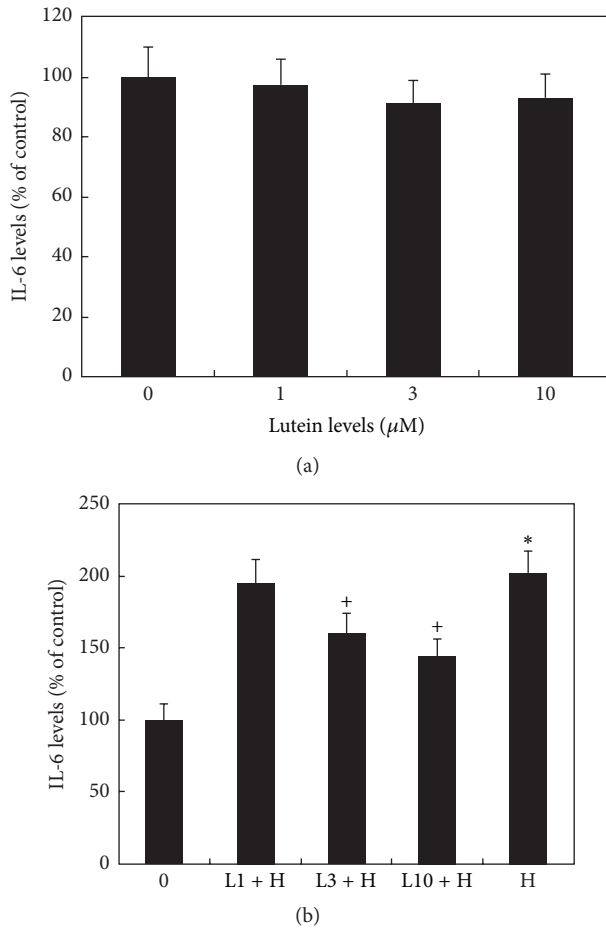 120
100
80
60
40
20
0
IL-6 levels (% of control)
0 1 3 10
Lutein levels (μM)
(a)
250
200
150
100
50
0
IL-6 levels (% of control)
*
+ +
0 L1 + H L3 + H L10 + H H
(b)